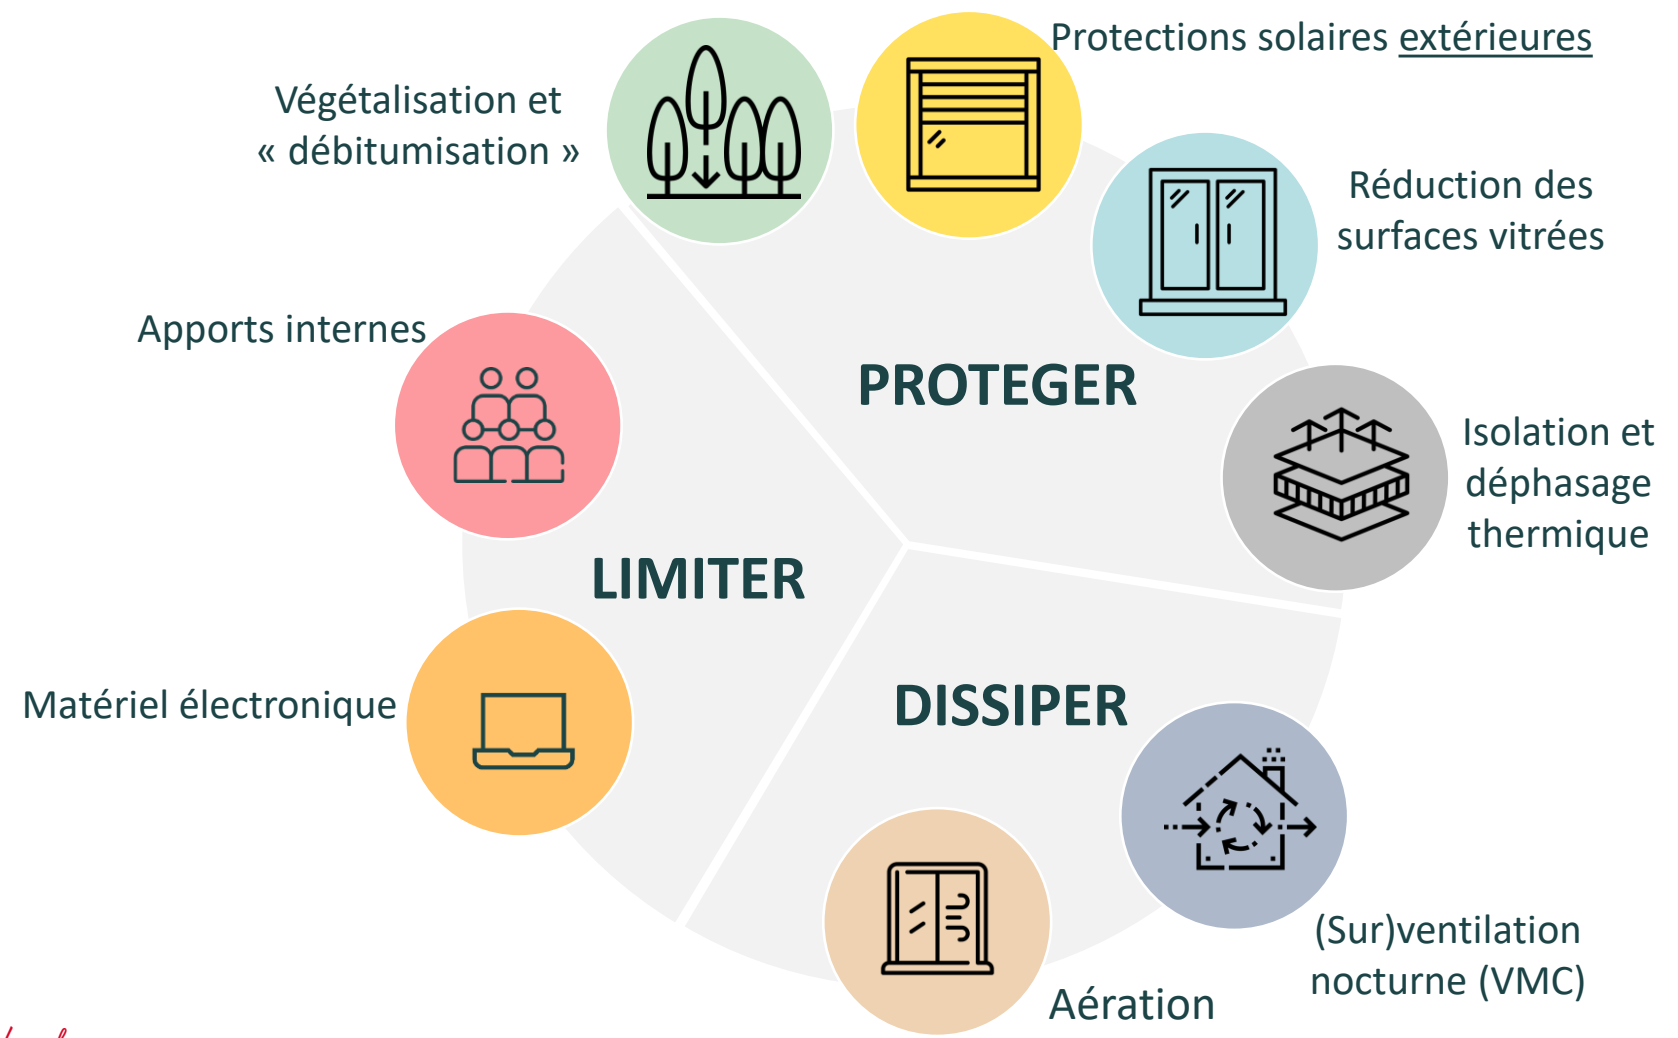 Protections solaires extérieures
Végétalisation et
« débitumisation »
Réduction des
surfaces vitrées
Apports internes
PROTEGER
Isolation et
déphasage
thermique
LIMITER
Matériel électronique
DISSIPER
(Sur)ventilation
nocturne (VMC)
Aération